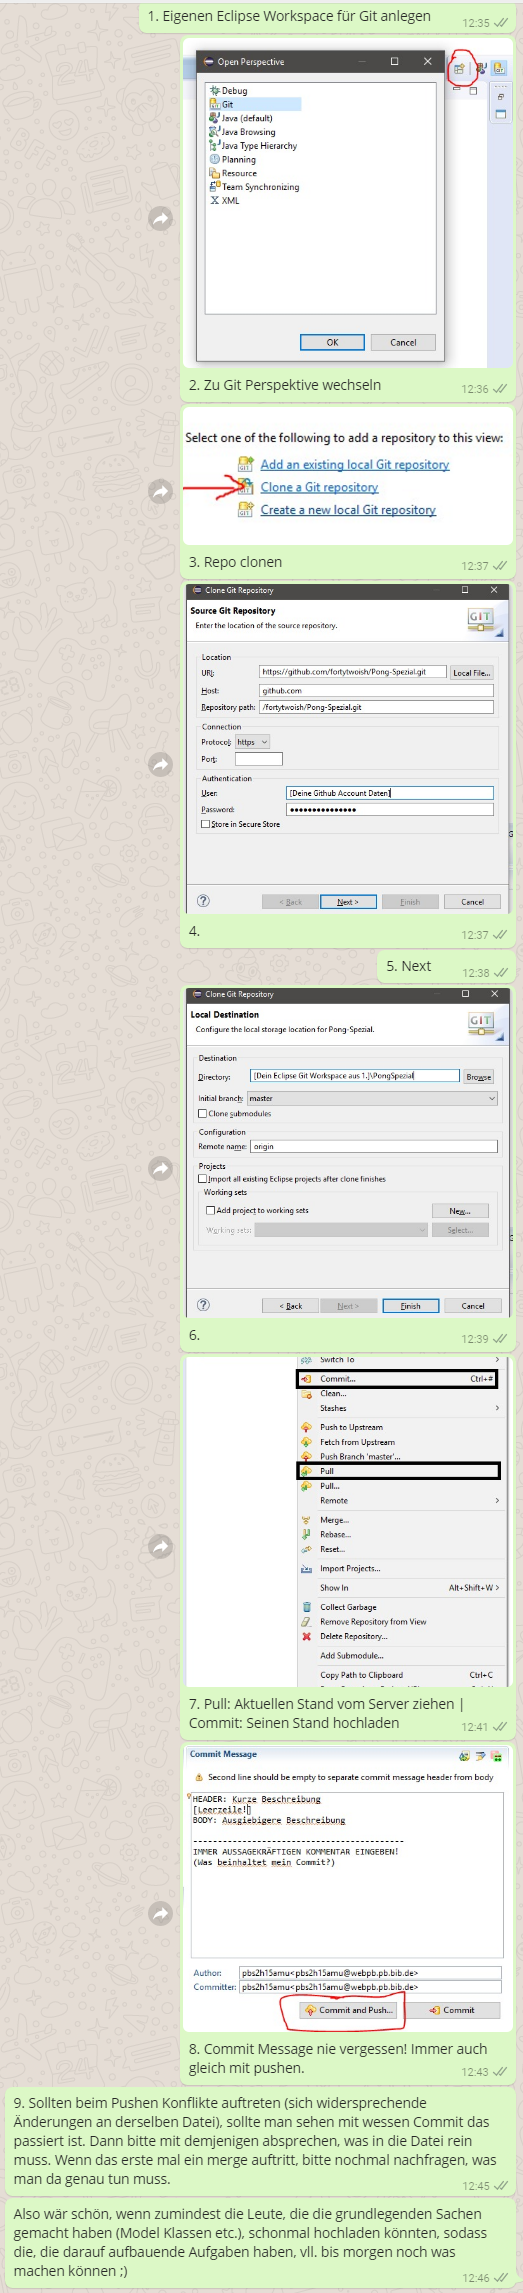 1. Eigenen Eclipse Workspace für Git anlegen
12:35
Open Perspective
Debug
Git
Java (default)
Java Browsing
Java Type Hierarchy
Planning
Resource
Team Synchronizing
XML
OK
Cancel
2. Zu Git Perspektive wechseln
12:36
Select one of the following to add a repository to this view:
Add an existing local Git repository
Clone a Git repository
Create a new local Git repository
3. Repo clonen
12:37
Clone Git Repository
Source Git Repository
Enter the location of the source repository.
GIT
Location
URI: https://github.com/fortytwoish/Pong-Spezial.git Local File...
Host: github.com
Repository path: /fortytwoish/Pong-Spezial.git
Connection
Protocol: https
Port:
Authentication
User: [Deine Github Account Daten]
Password: ●●●●●●●●●●●●●●●
Store in Secure Store
< Back Next > Finish Cancel
4.
12:37
5. Next
12:38
Clone Git Repository
Local Destination
Configure the local storage location for Pong-Spezial.
GIT
Destination
Directory: [Dein Eclipse Git Workspace aus 1.]\PongSpezial Browse
Initial branch: master
Clone submodules
Configuration
Remote name: origin
Projects
Import all existing Eclipse projects after clone finishes
Working sets
Add project to working sets New...
Working sets: Select...
< Back Next > Finish Cancel
6.
12:39
Switch To
Commit... Ctrl+#
Clean...
Stashes
Push to Upstream
Fetch from Upstream
Push Branch 'master'...
Pull
Pull...
Remote
Merge...
Rebase...
Reset...
Import Projects...
Show In Alt+Shift+W >
Collect Garbage
Remove Repository from View
Delete Repository...
Add Submodule...
Copy Path to Clipboard Ctrl+C
7. Pull: Aktuellen Stand vom Server ziehen |
Commit: Seinen Stand hochladen
12:41
Commit Message
Second line should be empty to separate commit message header from body
HEADER: Kurze Beschreibung
[Leerzeile!]
BODY: Ausgiebigere Beschreibung
-------------------------------------------
IMMER AUSSAGEKRÄFTIGEN KOMMENTAR EINGEBEN!
(Was beinhaltet mein Commit?)
Author: pbs2h15amu<pbs2h15amu@webpb.pb.bib.de>
Committer: pbs2h15amu<pbs2h15amu@webpb.pb.bib.de>
Commit and Push... Commit
8. Commit Message nie vergessen! Immer auch
gleich mit pushen.
12:43
9. Sollten beim Pushen Konflikte auftreten (sich widersprechende
Änderungen an derselben Datei), sollte man sehen mit wessen Commit das
passiert ist. Dann bitte mit demjenigen absprechen, was in die Datei rein
muss. Wenn das erste mal ein merge auftritt, bitte nochmal nachfragen, was
man da genau tun muss.
12:45
Also wär schön, wenn zumindest die Leute, die die grundlegenden Sachen
gemacht haben (Model Klassen etc.), schonmal hochladen könnten, sodass
die, die darauf aufbauende Aufgaben haben, vll. bis morgen noch was
machen können ;)
12:46